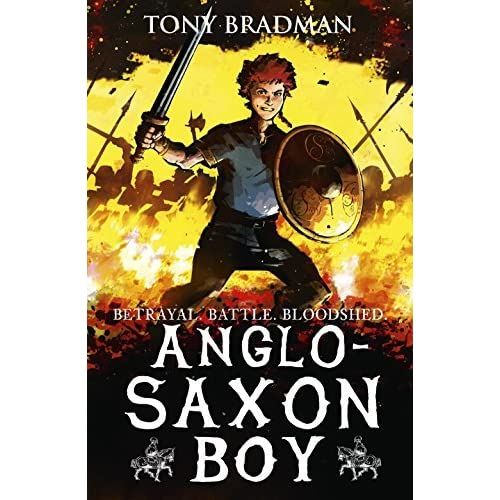 TONY BRADMAN
BETRAYAL. BATTLE. BLOODSHED.
ANGLO-
SAXON
BOY